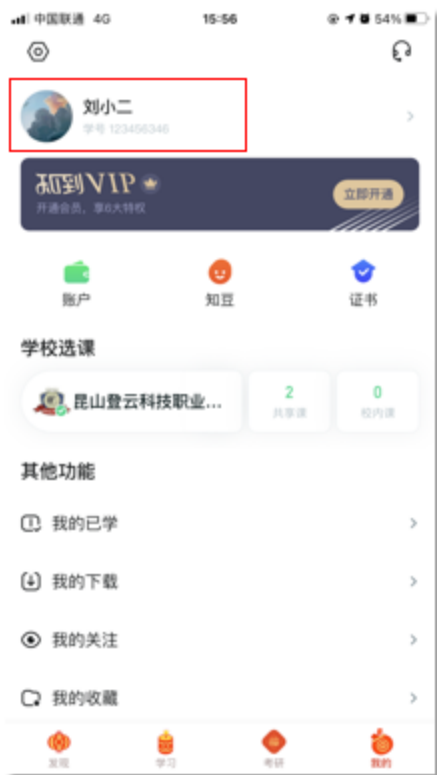 中国联通 4G 15:56 54%
刘小二
学号 123456346
知到VIP
开通会员，享6大特权
立即开通
账户 知豆 证书
学校选课
昆山登云科技职业... 2 0
共享课 校内课
其他功能
我的已学
我的下载
我的关注
我的收藏
发现 学习 考研 我的